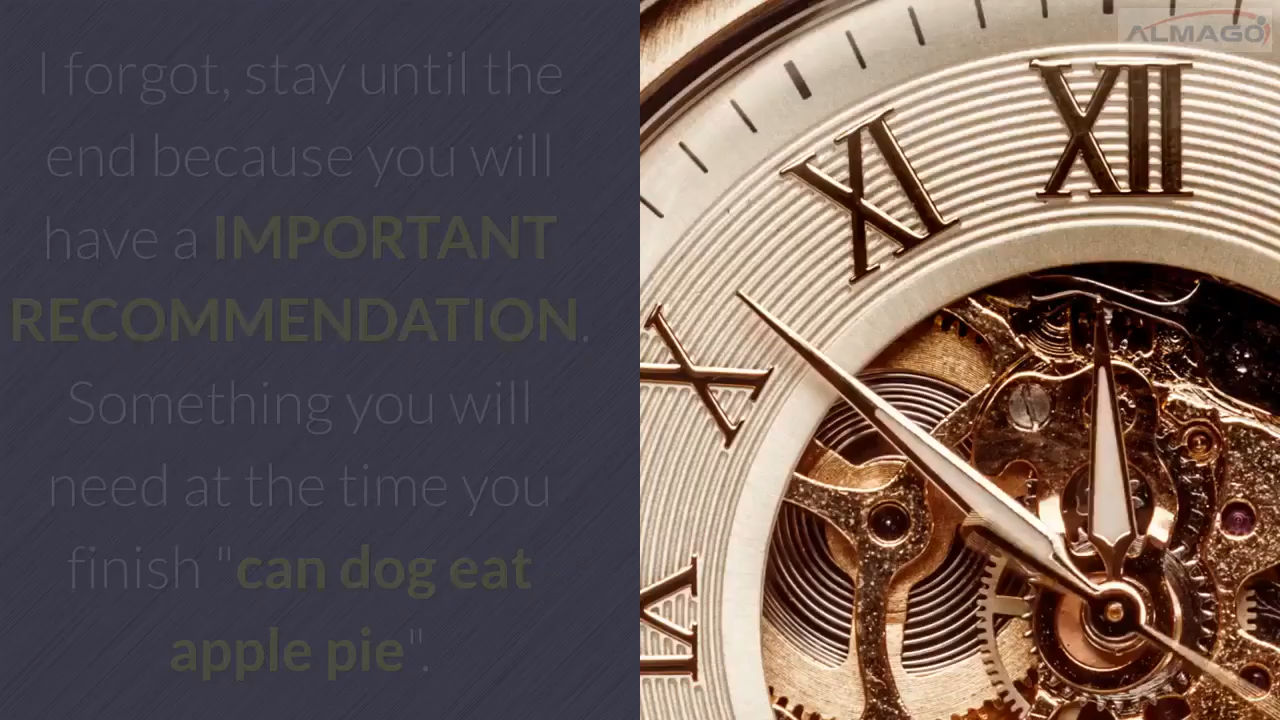 I forgot, stay until the
end because you will
have a IMPORTANT
RECOMMENDATION.
Something you will
need at the time you
finish "can dog eat
apple pie".
ALMAGO
XII
XI
X
IX